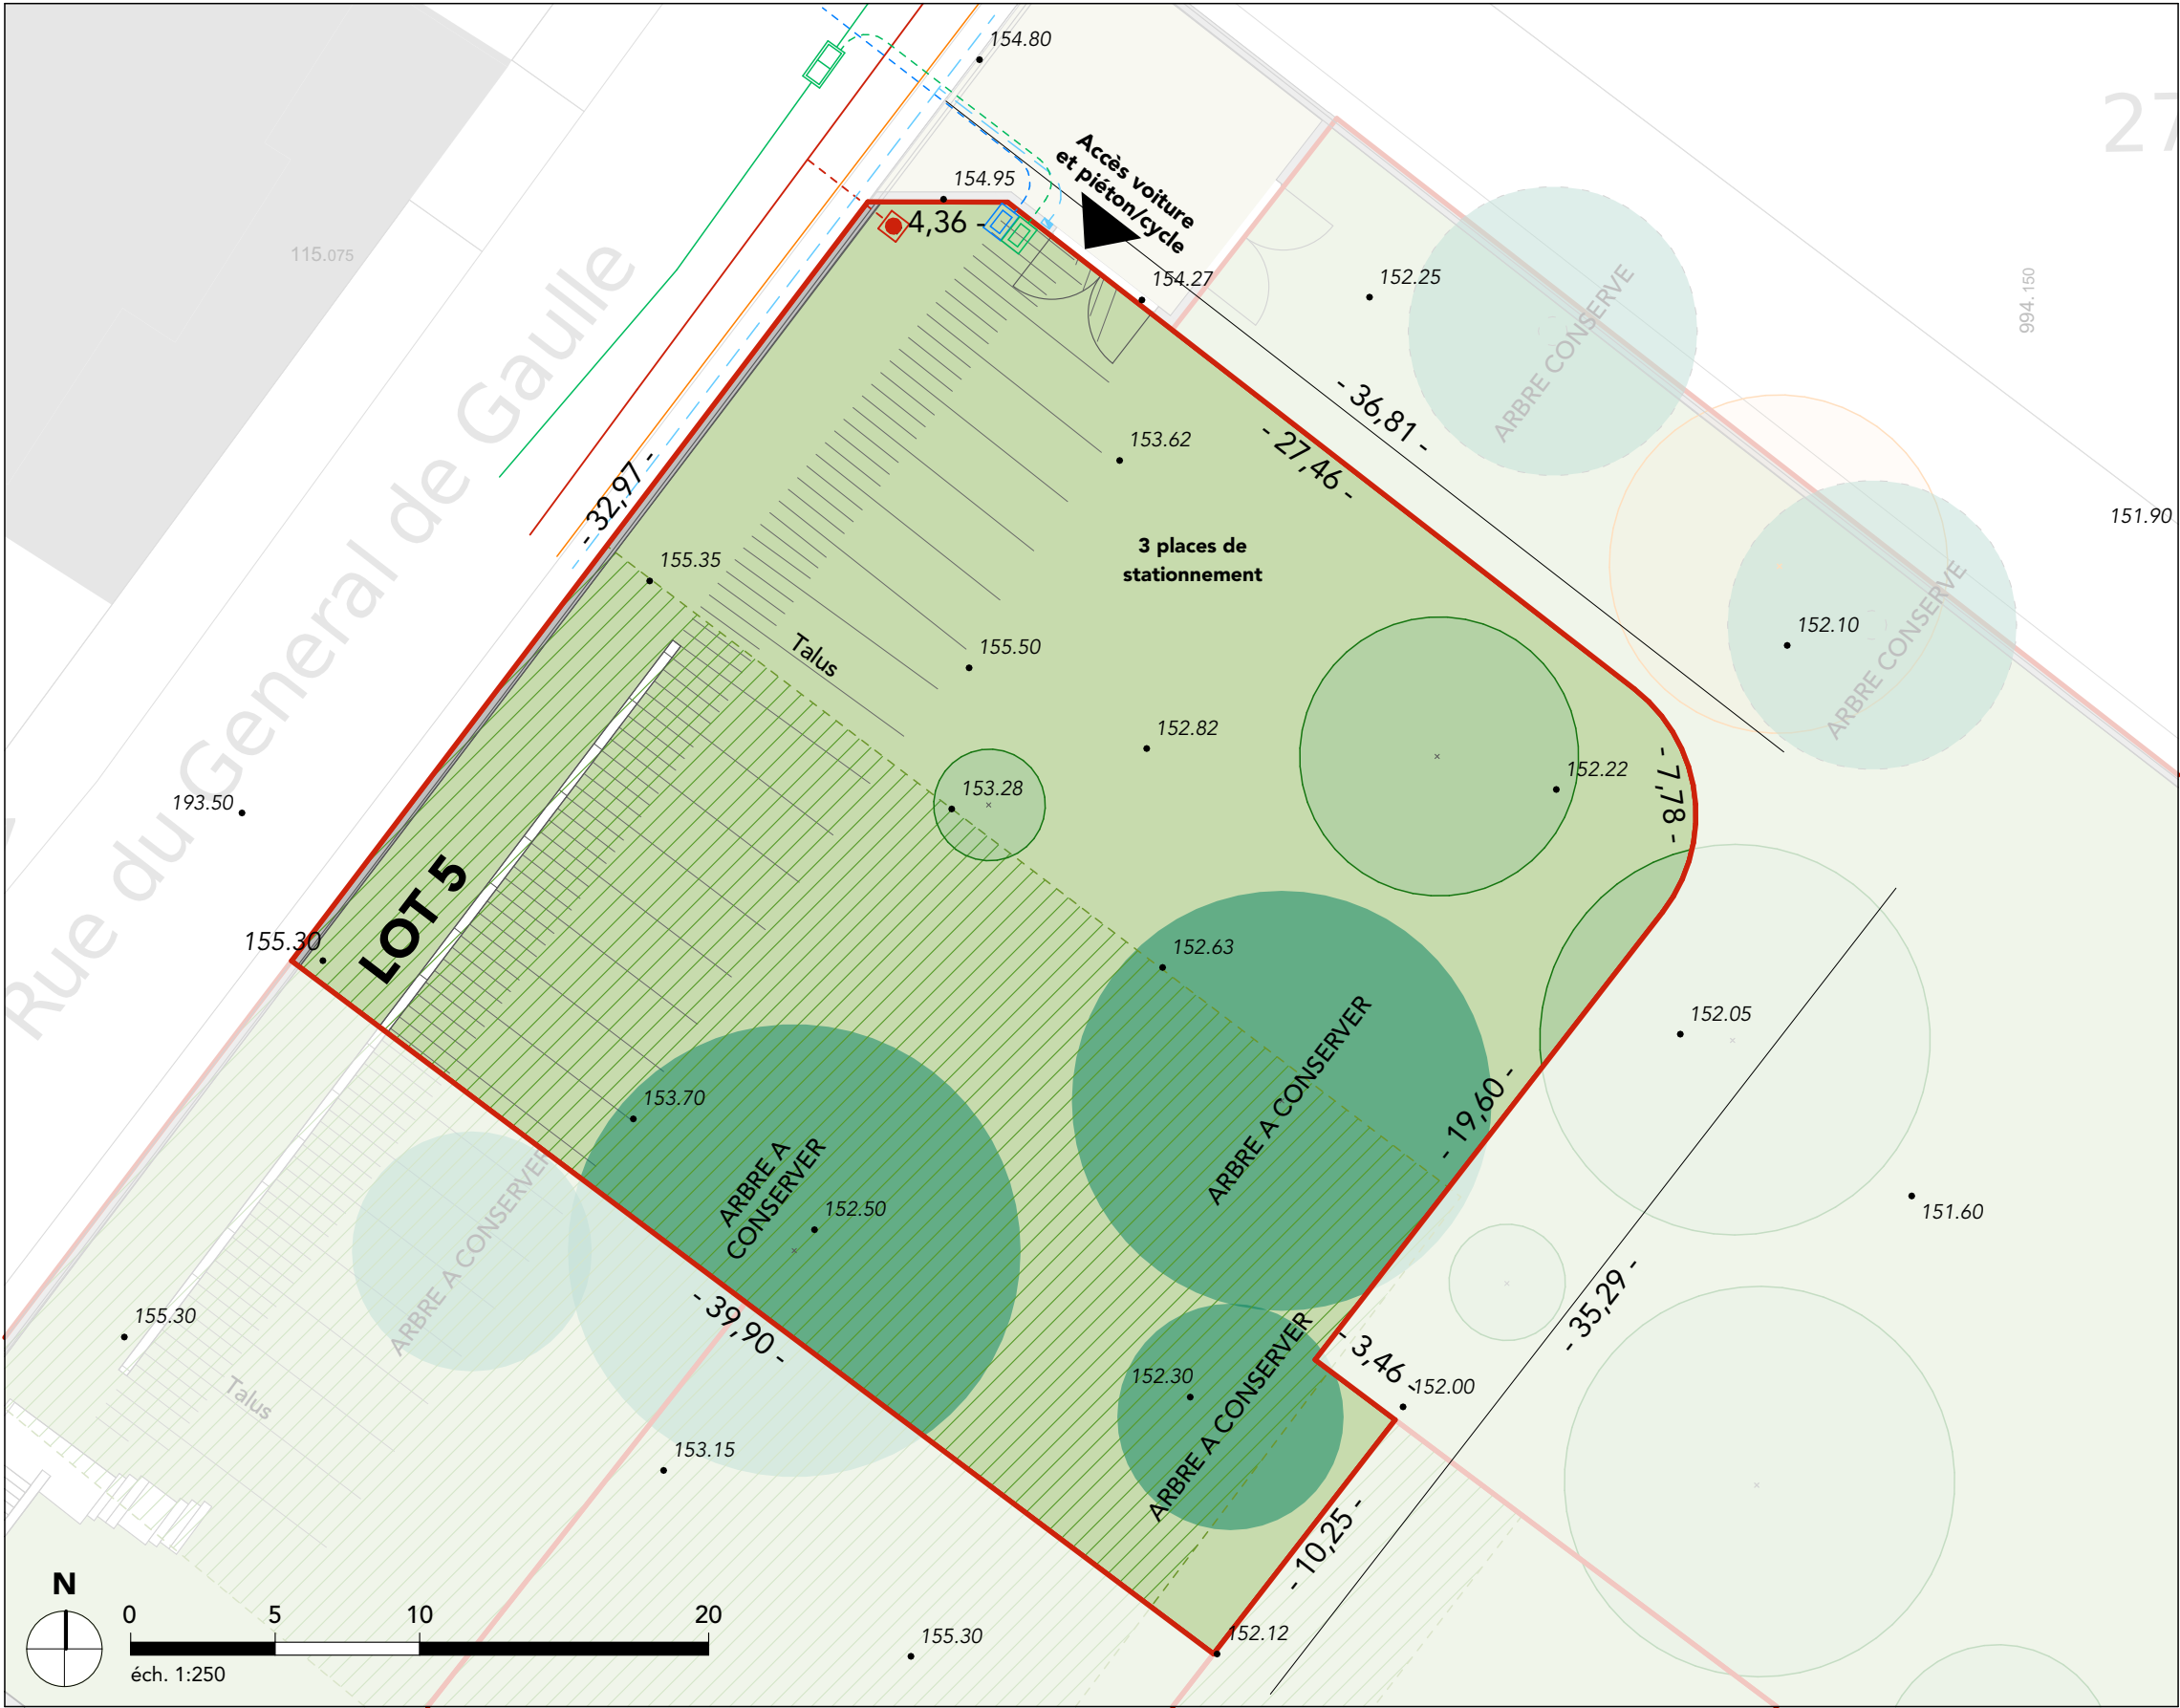 154.80
27
Accès voiture
et piéton/cycle
154.95
4,36 -
115.075
154.27
152.25
ARBRE CONSERVE
994.150
- 36,81 -
- 27,46 -
153.62
- 32,97 -
151.90
3 places de
stationnement
155.35
Rue du General de Gaulle
Talus
155.50
152.10
ARBRE CONSERVE
152.82
152.22
- 7,78 -
153.28
193.50
LOT 5
155.30
152.63
152.05
ARBRE A CONSERVER
- 19,60 -
153.70
ARBRE A
CONSERVER
152.50
151.60
ARBRE A CONSERVER
155.30
- 39,90 -
- 35,29 -
- 3,46 -
152.00
152.30
ARBRE A CONSERVER
Talus
153.15
- 10,25 -
N
0 5 10 20
éch. 1:250
155.30
152.12